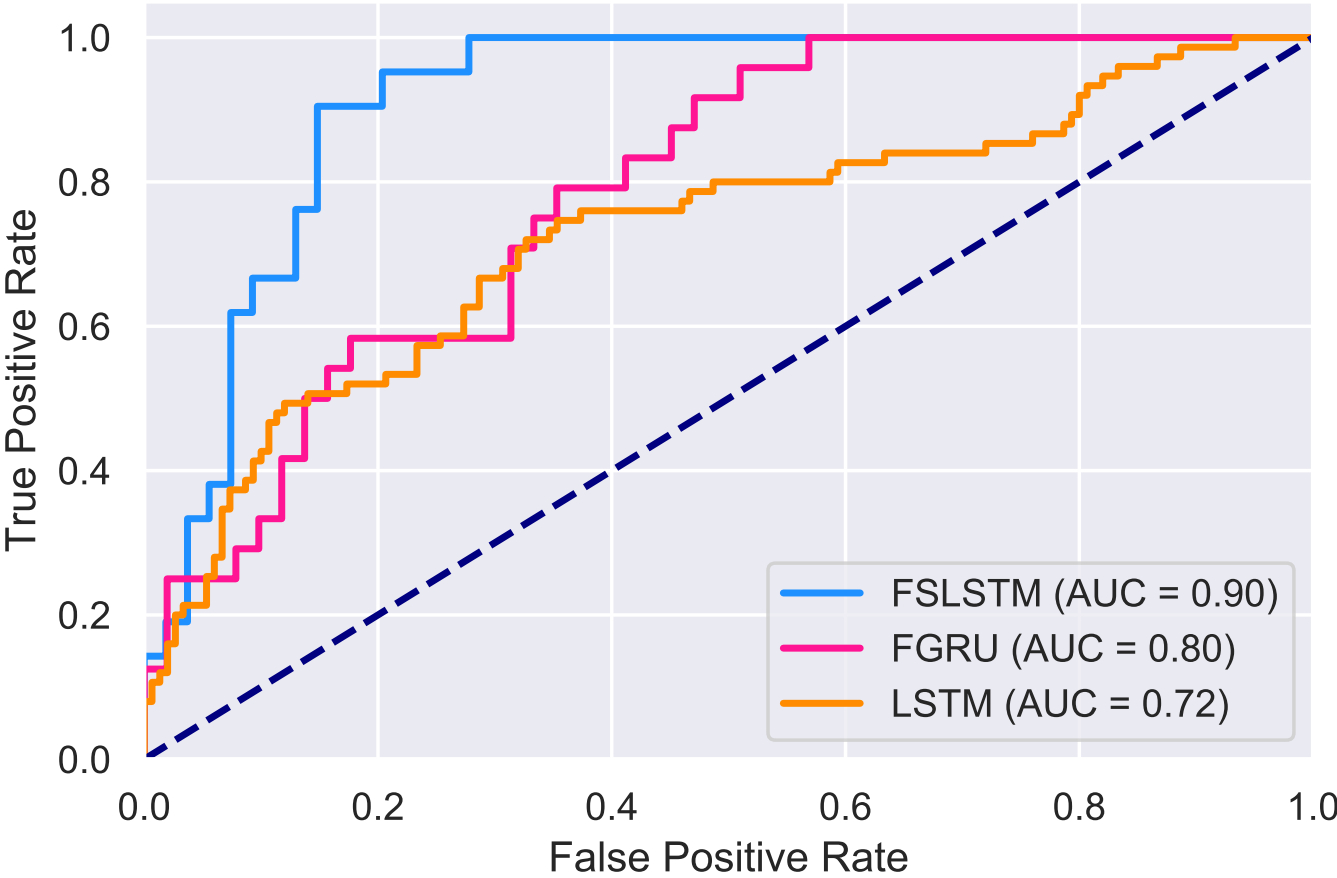 1.0
0.8
0.6
0.4
0.2
0.0
True Positive Rate
FSLSTM (AUC = 0.90)
FGRU (AUC = 0.80)
LSTM (AUC = 0.72)
0.0 0.2 0.4 0.6 0.8 1.0
False Positive Rate